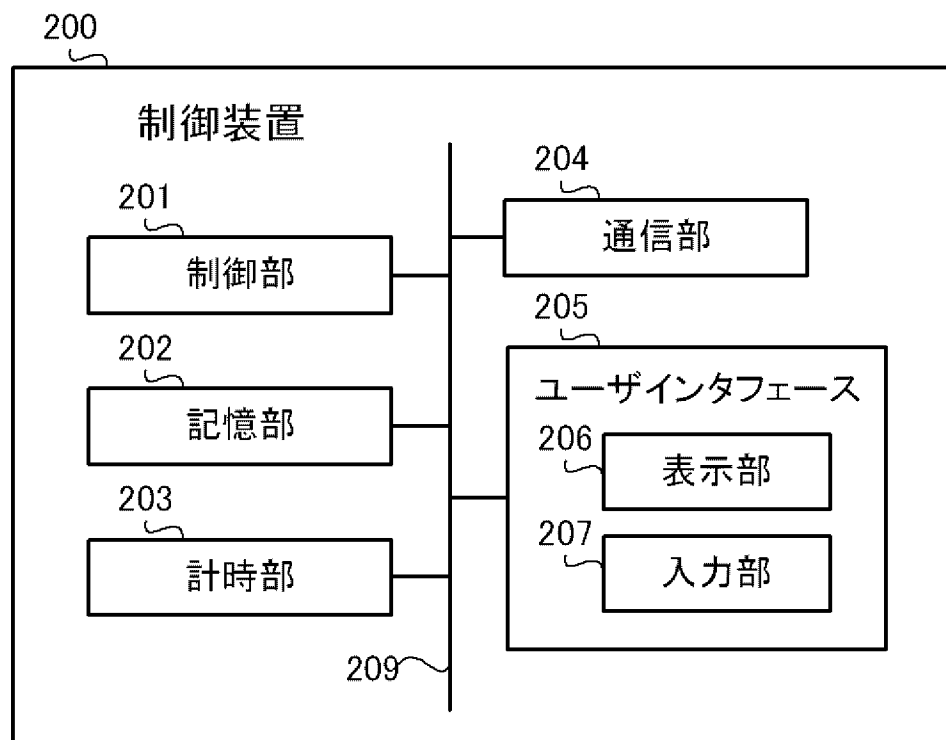 200
制御装置
201
制御部
202
記憶部
203
計時部
204
通信部
205
ユーザインタフェース
206
表示部
207
入力部
209